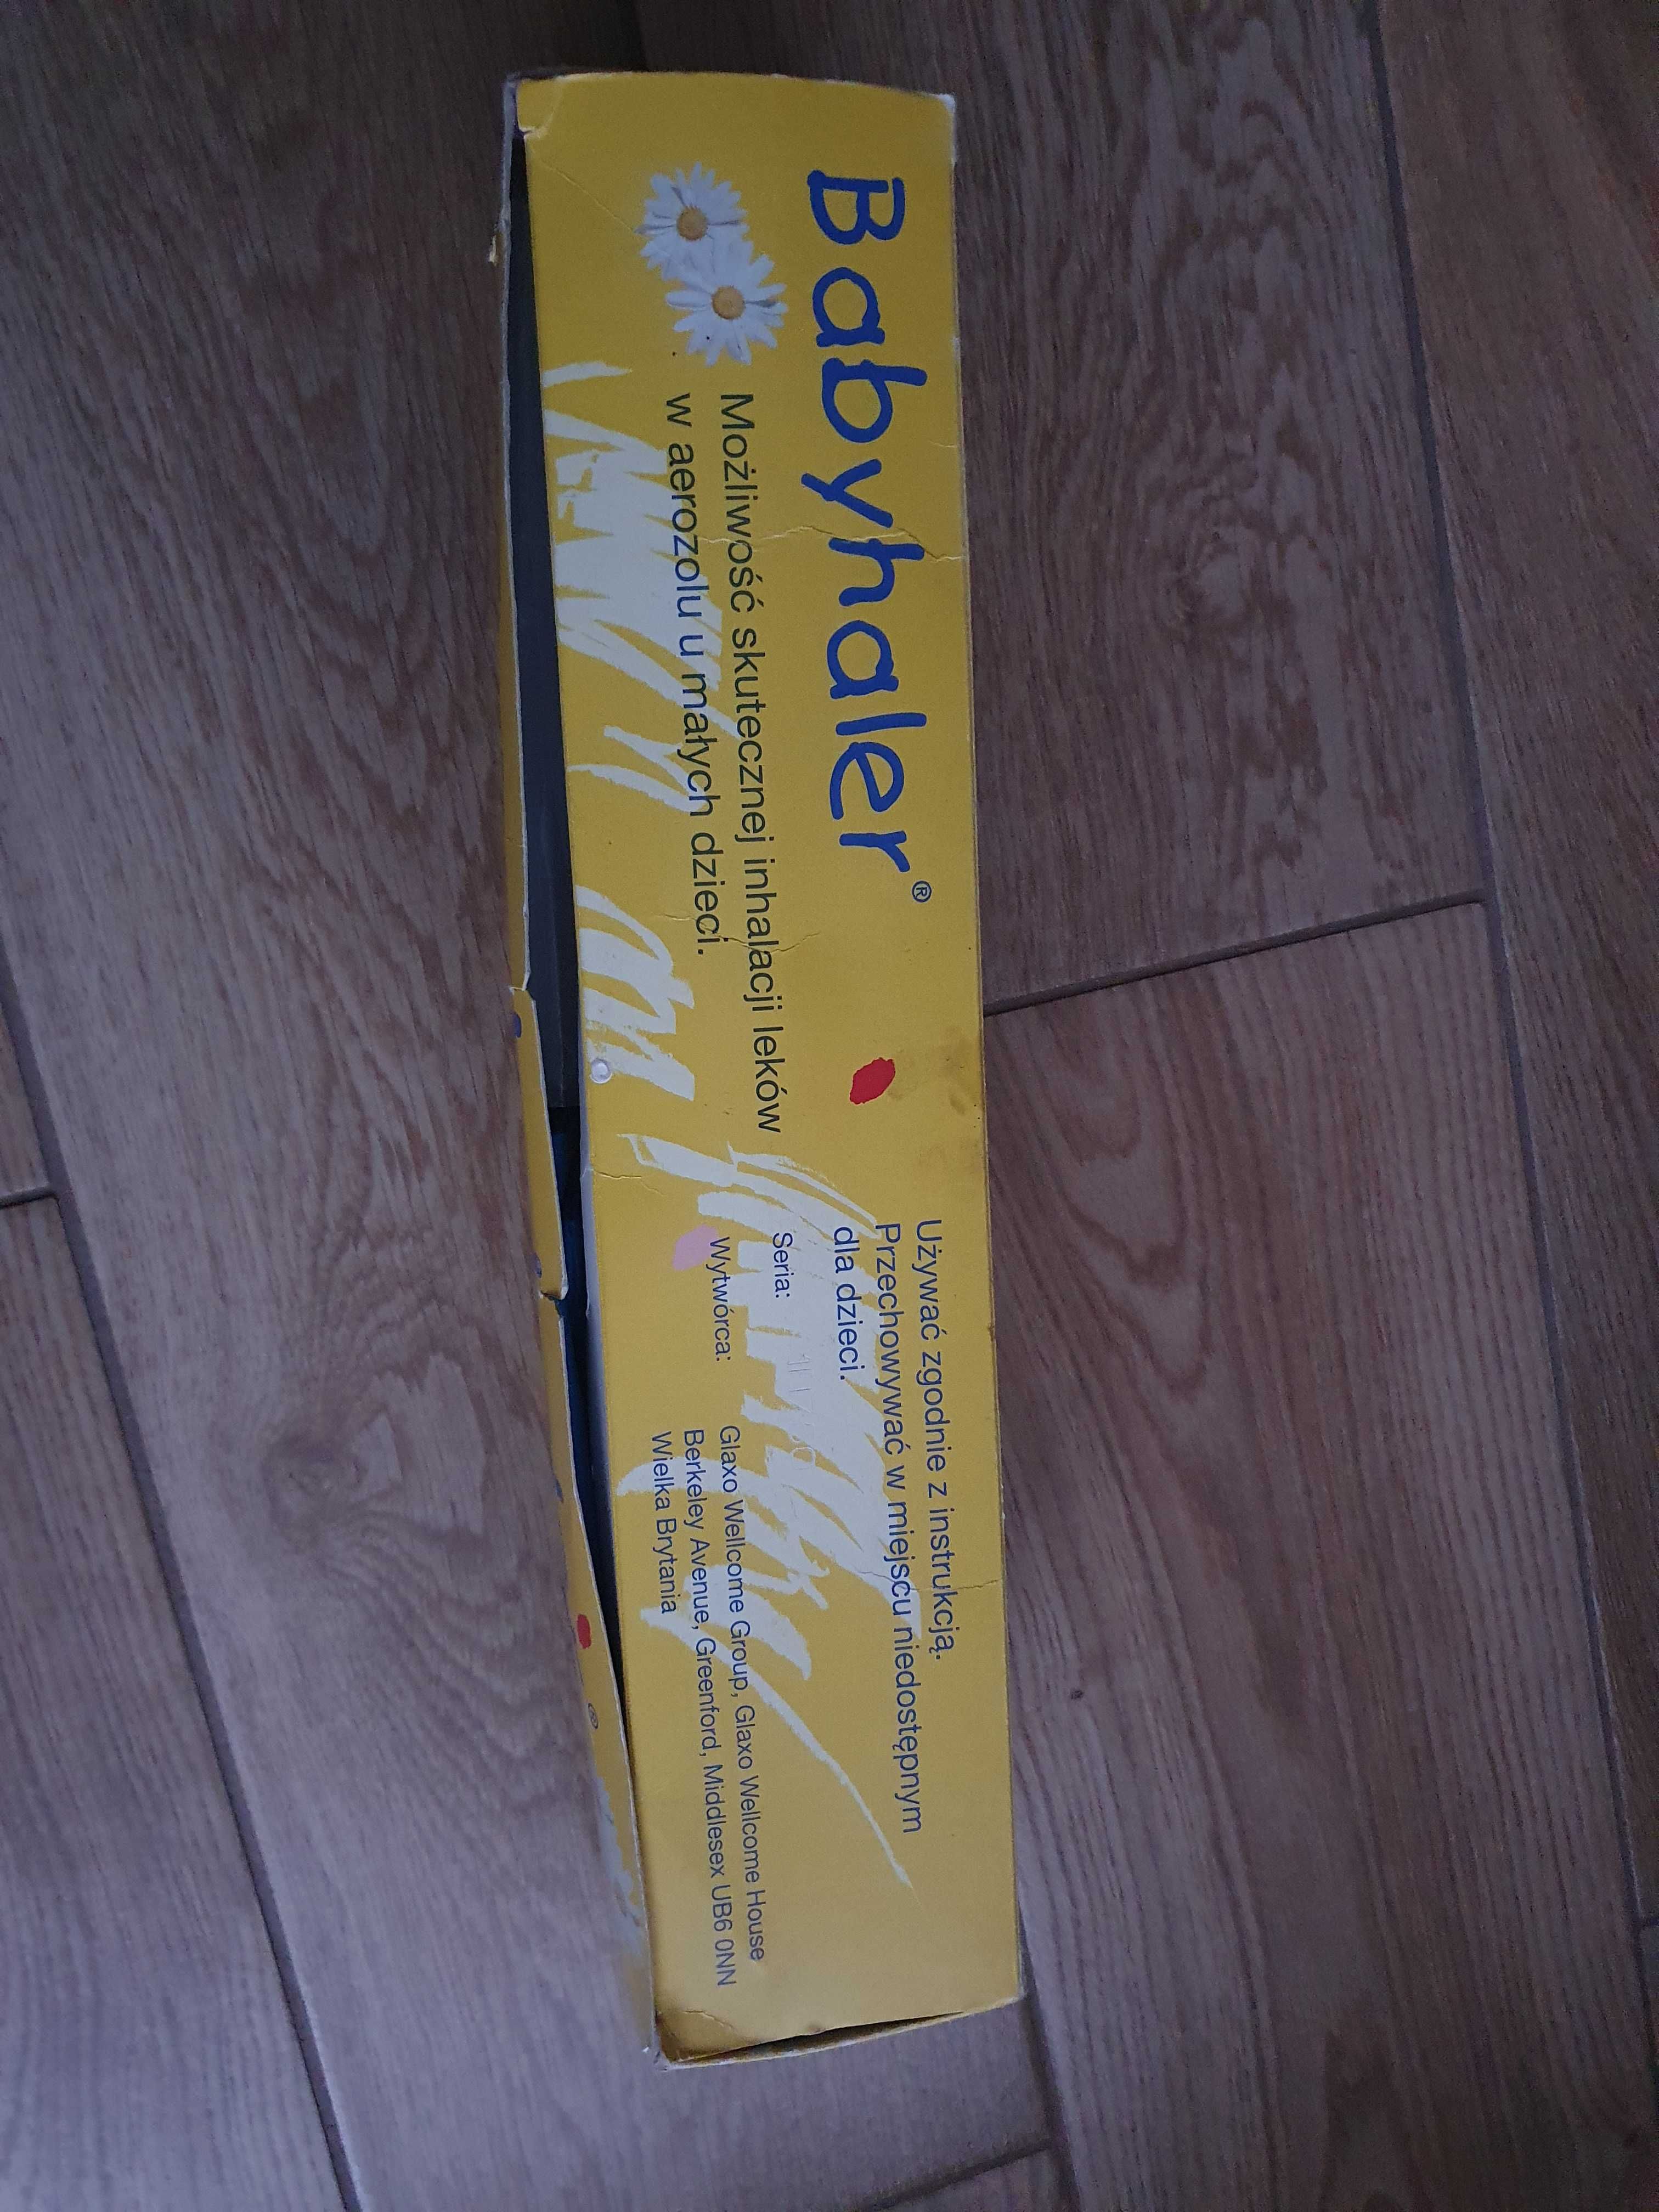 Babyhaler®
Możliwość skutecznej inhalacji leków
w aerozolu u małych dzieci.
Używać zgodnie z instrukcją.
Przechowywać w miejscu niedostępnym
dla dzieci.
Seria:
Wytwórca: Glaxo Wellcome Group, Glaxo Wellcome House
Berkeley Avenue, Greenford, Middlesex UB6 0NN
Wielka Brytania
®